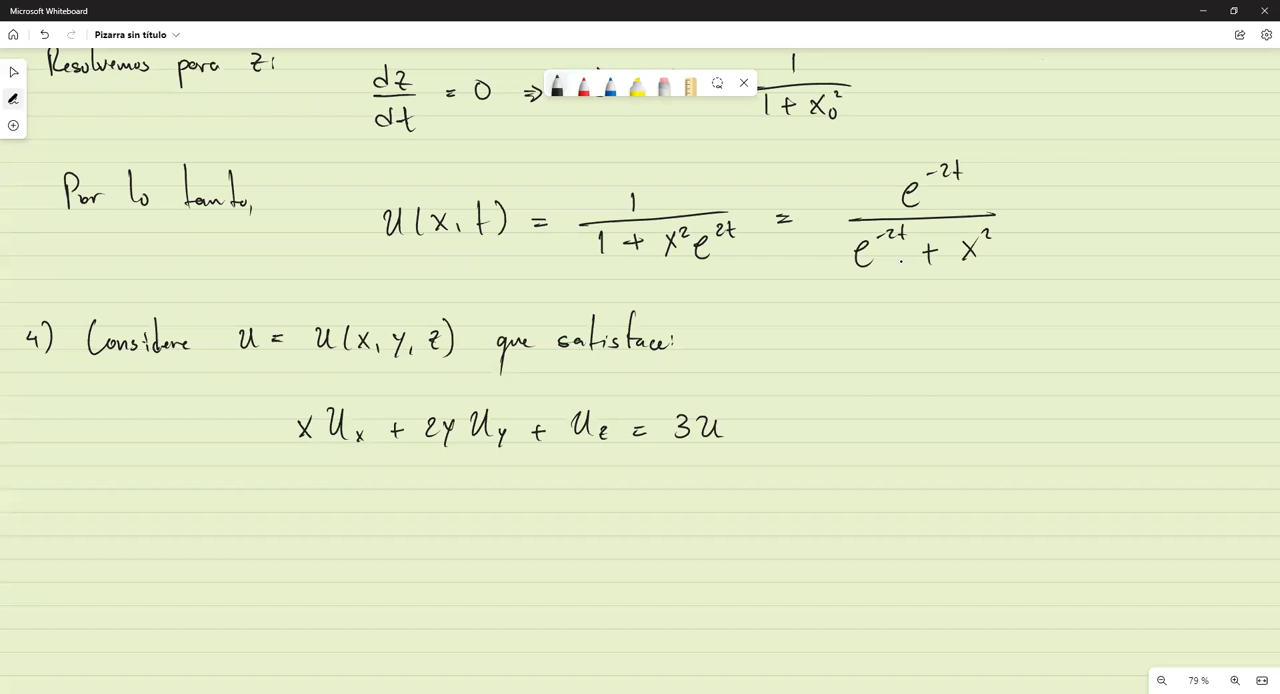 Microsoft Whiteboard
Pizarra sin título
Resolvemos para z:
dz/dt = 0 ⇒ 1/(1 + x₀²)
Por lo tanto,
u(x, t) = 1/(1 + x²e^{2t}) = e^{-2t}/(e^{-2t} + x²)
4) Considere u = u(x, y, z) que satisface:
x u_x + 2y u_y + u_z = 3u
79 %